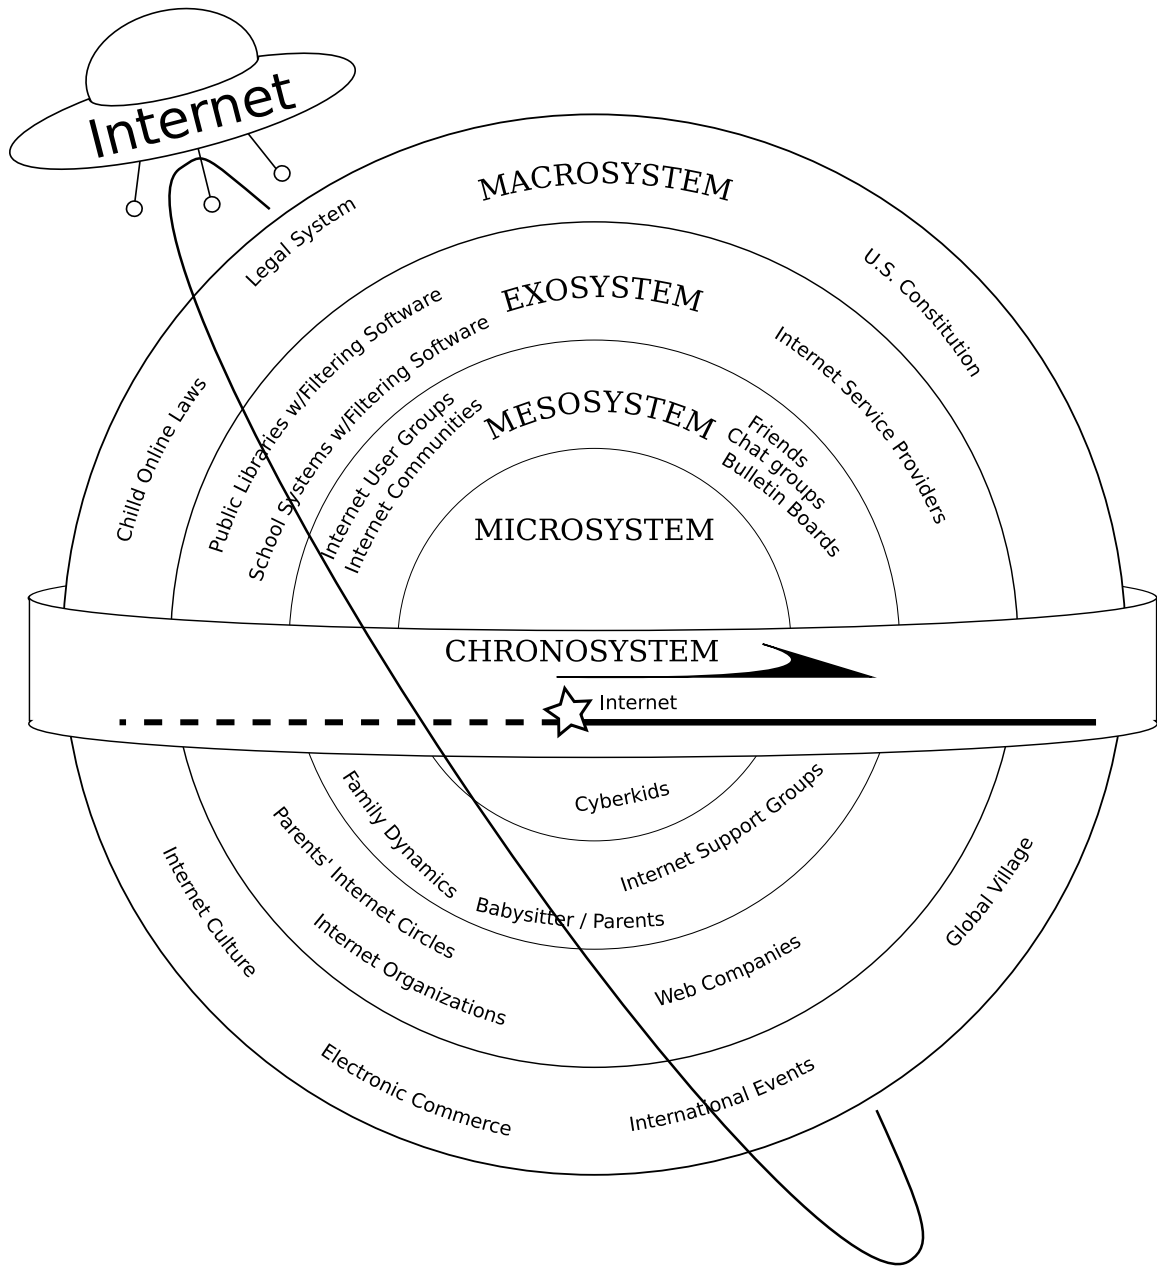 Internet
MACROSYSTEM
Legal System
U.S. Constitution
Chilld Online Laws
EXOSYSTEM
Public Libraries w/Filtering Software
School Systems w/Filtering Software
Internet Service Providers
MESOSYSTEM
Internet User Groups
Internet Communities
Friends
Chat groups
Bulletin Boards
MICROSYSTEM
CHRONOSYSTEM
Internet
Cyberkids
Family Dynamics
Internet Support Groups
Babysitter / Parents
Parents' Internet Circles
Internet Organizations
Web Companies
Internet Culture
Global Village
Electronic Commerce
International Events